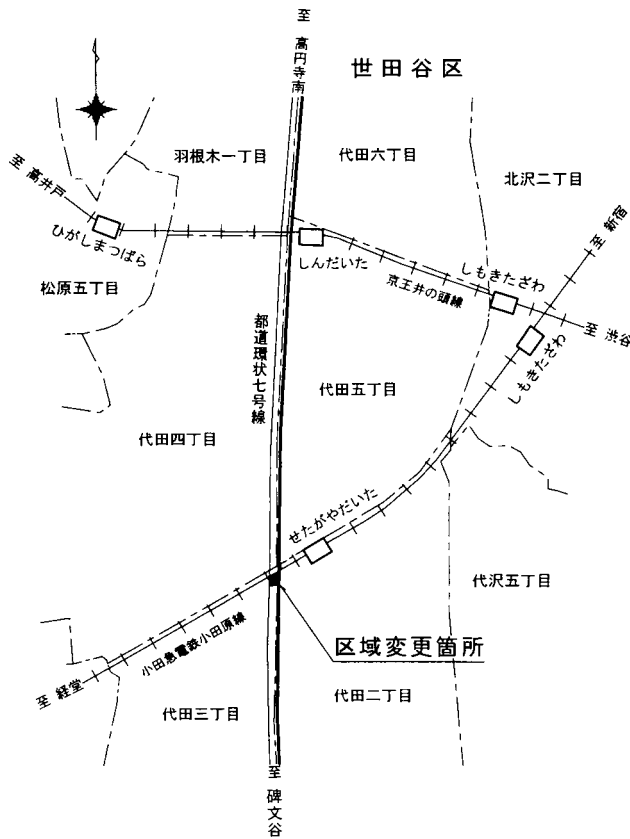 至 高円寺南
世田谷区
羽根木一丁目
代田六丁目
北沢二丁目
至 高井戸
至 新宿
ひがしまつばら
しんだいた
しもきたざわ
京王井の頭線
松原五丁目
至 渋谷
しもきたざわ
都道環状七号線
代田五丁目
代田四丁目
せたがやだいた
代沢五丁目
小田急電鉄小田原線
区域変更箇所
至 経堂
代田三丁目
代田二丁目
至 碑文谷